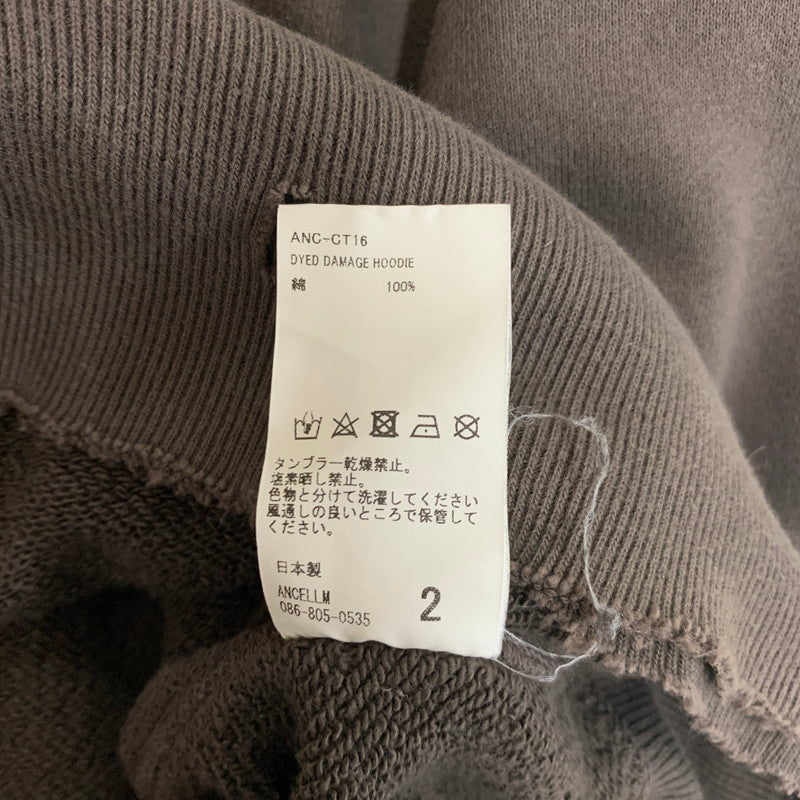 ANC-CT16
DYED DAMAGE HOODIE
綿 100%
タンブラー乾燥禁止。
塩素晒し禁止。
色物と分けて洗濯してください
風通しの良いところで保管して
ください。
日本製
ANCELLM
086-805-0535
2